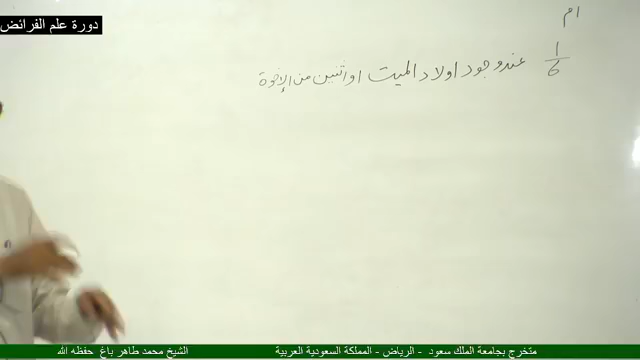 دورة علم الفرائض
ام
1/6 عند وجود اولاد الميت او اثنين من الإخوة
الشيخ محمد طاهر باغ حفظه الله
متخرج بجامعة الملك سعود - الرياض - المملكة السعودية العربية